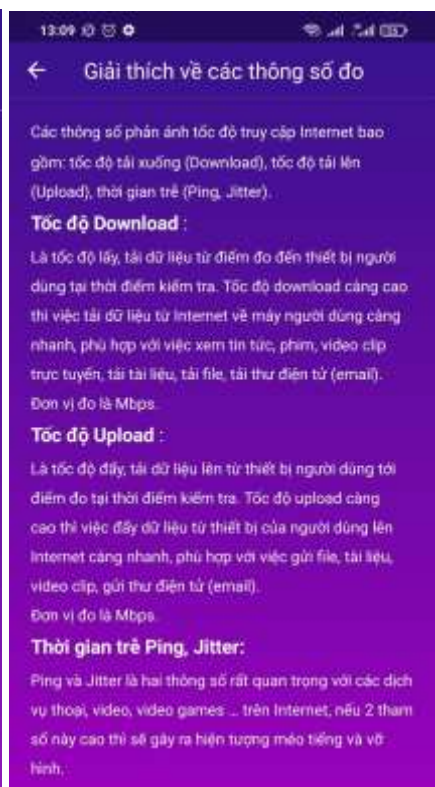 13:09
Giải thích về các thông số đo
Các thông số phản ánh tốc độ truy cập Internet bao
gồm: tốc độ tải xuống (Download), tốc độ tải lên
(Upload), thời gian trễ (Ping, Jitter).
Tốc độ Download :
Là tốc độ lấy, tải dữ liệu từ điểm đo đến thiết bị người
dùng tại thời điểm kiểm tra. Tốc độ download càng cao
thì việc tải dữ liệu từ Internet về máy người dùng càng
nhanh, phù hợp với việc xem tin tức, phim, video clip
trực tuyến, tải tài liệu, tải file, tải thư điện tử (email).
Đơn vị đo là Mbps.
Tốc độ Upload :
Là tốc độ đẩy, tải dữ liệu lên từ thiết bị người dùng tới
điểm đo tại thời điểm kiểm tra. Tốc độ upload càng
cao thì việc đẩy dữ liệu từ thiết bị của người dùng lên
Internet càng nhanh, phù hợp với việc gửi file, tài liệu,
video clip, gửi thư điện tử (email).
Đơn vị đo là Mbps.
Thời gian trễ Ping, Jitter:
Ping và Jitter là hai thông số rất quan trọng với các dịch
vụ thoại, video, video games ... trên Internet, nếu 2 tham
số này cao thì sẽ gây ra hiện tượng méo tiếng và vỡ
hình.